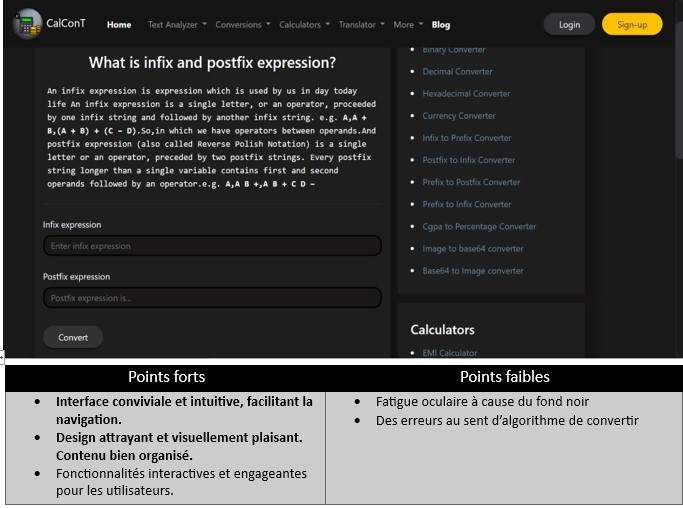 CalConT Home Text Analyzer Conversions Calculators Translator More Blog Login Sign-up
What is infix and postfix expression?
An infix expression is expression which is used by us in day today
life An infix expression is a single letter, or an operator, proceeded
by one infix string and followed by another infix string. e.g. A,A +
B,(A + B) + (C – D).So,in which we have operators between operands.And
postfix expression (also called Reverse Polish Notation) is a single
letter or an operator, preceded by two postfix strings. Every postfix
string longer than a single variable contains first and second
operands followed by an operator.e.g. A,A B +,A B + C D –
Infix expression
Enter infix expression
Postfix expression
Postfix expression is...
Convert
Binary Converter
Decimal Converter
Hexadecimal Converter
Currency Converter
Infix to Prefix Converter
Postfix to Infix Converter
Prefix to Postfix Converter
Prefix to Infix Converter
Cgpa to Percentage Converter
Image to base64 converter
Base64 to Image converter
Calculators
EMI Calculator
Points forts
Interface conviviale et intuitive, facilitant la
navigation.
Design attrayant et visuellement plaisant.
Contenu bien organisé.
Fonctionnalités interactives et engageantes
pour les utilisateurs.
Points faibles
Fatigue oculaire à cause du fond noir
Des erreurs au sent d’algorithme de convertir